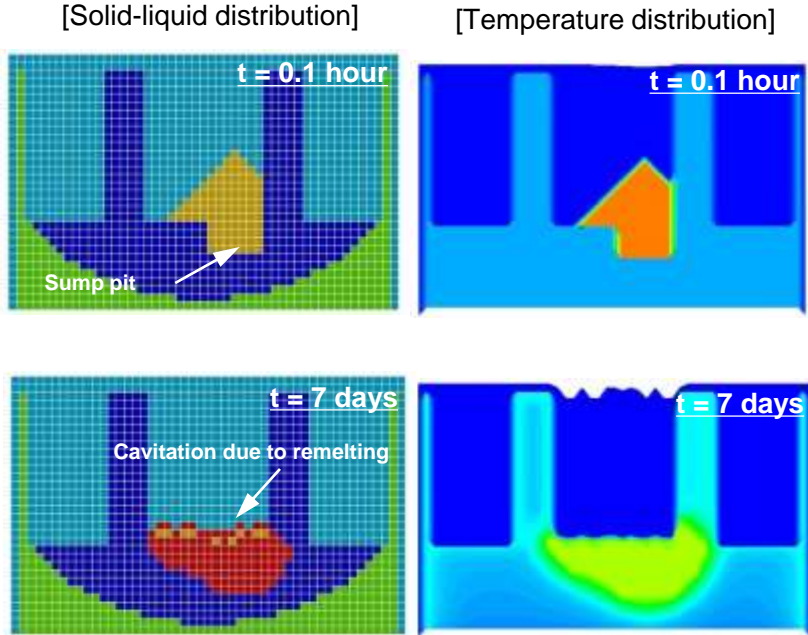 [Solid-liquid distribution]
[Temperature distribution]
t = 0.1 hour
t = 0.1 hour
Sump pit
t = 7 days
t = 7 days
Cavitation due to remelting